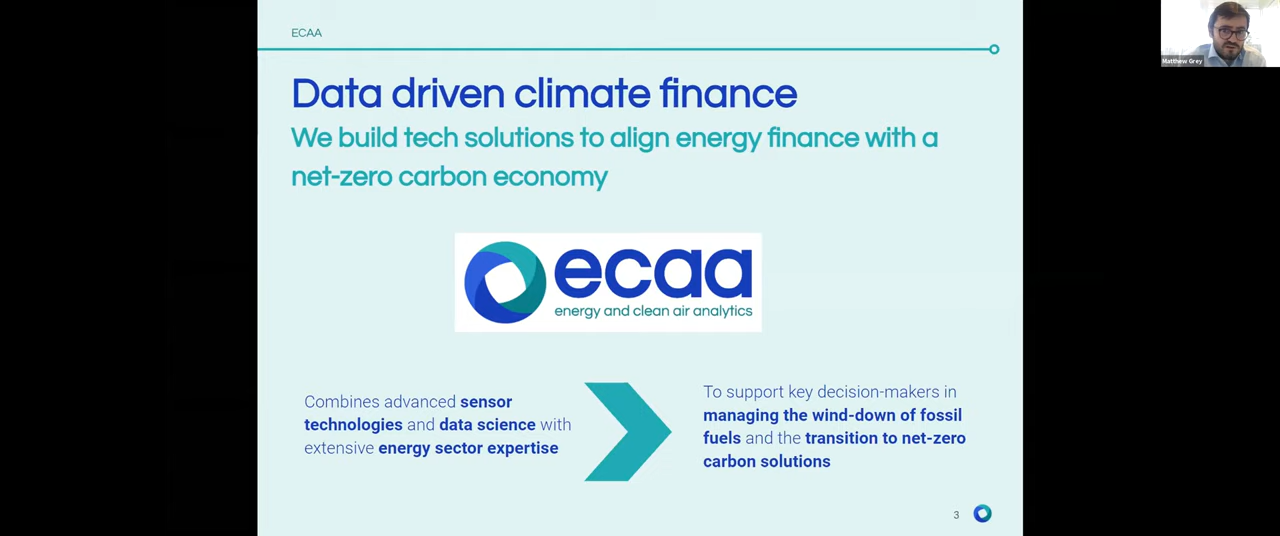 ECAA
Data driven climate finance
We build tech solutions to align energy finance with a
net-zero carbon economy
ecaa
energy and clean air analytics
Combines advanced sensor
technologies and data science with
extensive energy sector expertise
To support key decision-makers in
managing the wind-down of fossil
fuels and the transition to net-zero
carbon solutions
3
Matthew Grey